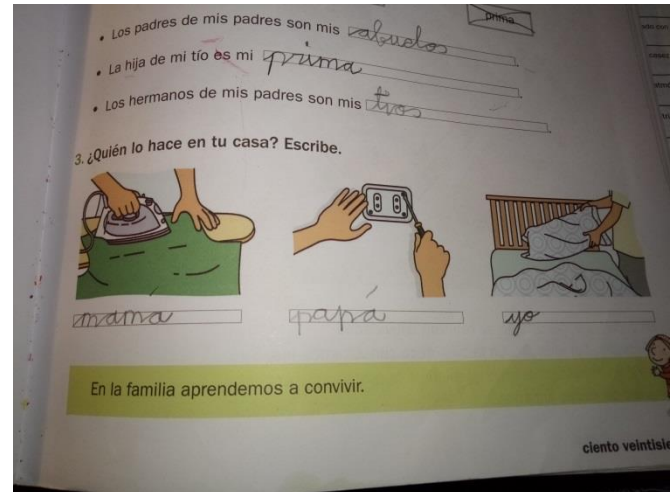 prima
Los padres de mis padres son mis abuelos.
La hija de mi tío es mi prima.
Los hermanos de mis padres son mis tíos.
3. ¿Quién lo hace en tu casa? Escribe.
mama papá yo
En la familia aprendemos a convivir.
ciento veintisie